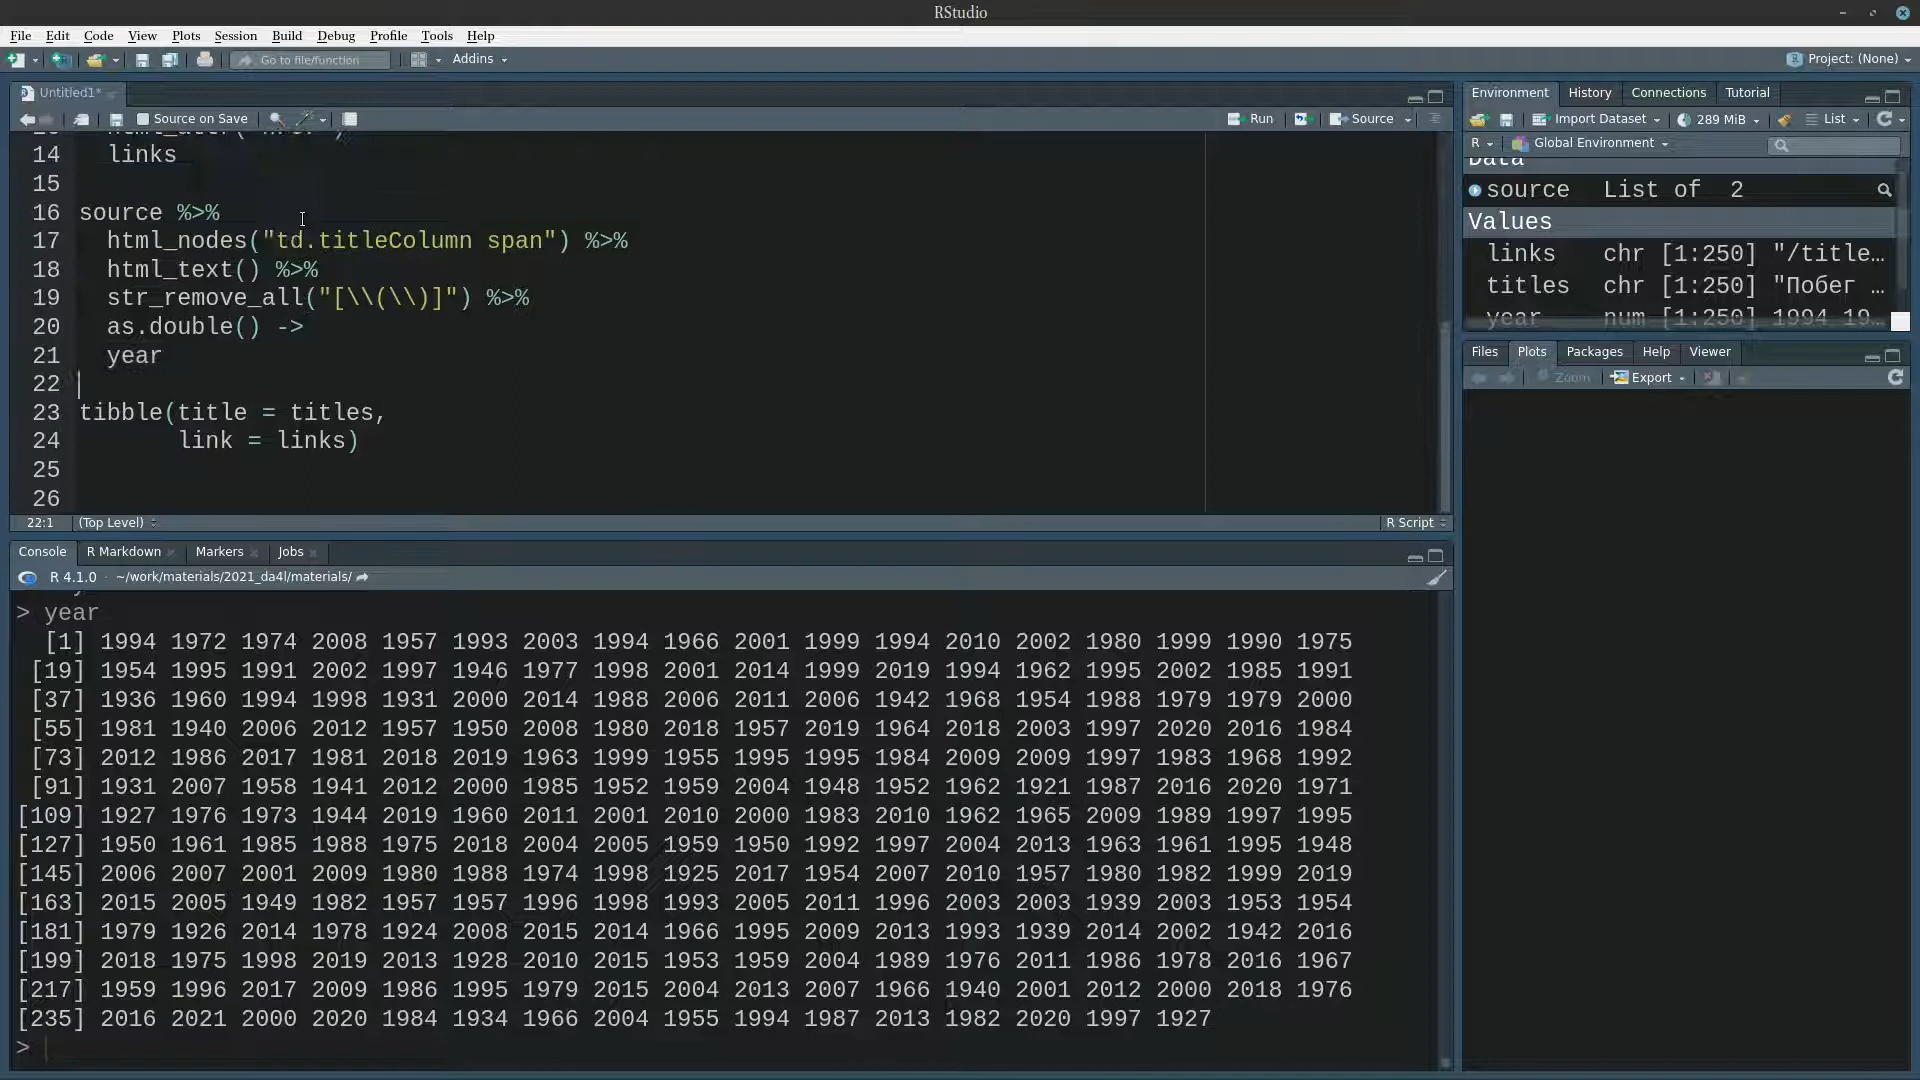 RStudio
File Edit Code View Plots Session Build Debug Profile Tools Help
Go to file/function Addins Project: (None)
Untitled1*
Source on Save Run Source
14 links
15
16 source %>%
17 html_nodes("td.titleColumn span") %>%
18 html_text() %>%
19 str_remove_all("[\\(\\)]") %>%
20 as.double() ->
21 year
22
23 tibble(title = titles,
24 link = links)
25
26
22:1 (Top Level) R Script
Console R Markdown Markers Jobs
R 4.1.0 · ~/work/materials/2021_da4l/materials/
> year
[1] 1994 1972 1974 2008 1957 1993 2003 1994 1966 2001 1999 1994 2010 2002 1980 1999 1990 1975
[19] 1954 1995 1991 2002 1997 1946 1977 1998 2001 2014 1999 2019 1994 1962 1995 2002 1985 1991
[37] 1936 1960 1994 1998 1931 2000 2014 1988 2006 2011 2006 1942 1968 1954 1988 1979 1979 2000
[55] 1981 1940 2006 2012 1957 1950 2008 1980 2018 1957 2019 1964 2018 2003 1997 2020 2016 1984
[73] 2012 1986 2017 1981 2018 2019 1963 1999 1955 1995 1995 1984 2009 2009 1997 1983 1968 1992
[91] 1931 2007 1958 1941 2012 2000 1985 1952 1959 2004 1948 1952 1962 1921 1987 2016 2020 1971
[109] 1927 1976 1973 1944 2019 1960 2011 2001 2010 2000 1983 2010 1962 1965 2009 1989 1997 1995
[127] 1950 1961 1985 1988 1975 2018 2004 2005 1959 1950 1992 1997 2004 2013 1963 1961 1995 1948
[145] 2006 2007 2001 2009 1980 1988 1974 1998 1925 2017 1954 2007 2010 1957 1980 1982 1999 2019
[163] 2015 2005 1949 1982 1957 1957 1996 1998 1993 2005 2011 1996 2003 2003 1939 2003 1953 1954
[181] 1979 1926 2014 1978 1924 2008 2015 2014 1966 1995 2009 2013 1993 1939 2014 2002 1942 2016
[199] 2018 1975 1998 2019 2013 1928 2010 2015 1953 1959 2004 1989 1976 2011 1986 1978 2016 1967
[217] 1959 1996 2017 2009 1986 1995 1979 2015 2004 2013 2007 1966 1940 2001 2012 2000 2018 1976
[235] 2016 2021 2000 2020 1984 1934 1966 2004 1955 1994 1987 2013 1982 2020 1997 1927
>
Environment History Connections Tutorial
Import Dataset 289 MiB List
R Global Environment
Data
source List of 2
Values
links chr [1:250] "/title…
titles chr [1:250] "Побег …
year num [1:250] 1994 19…
Files Plots Packages Help Viewer
Zoom Export